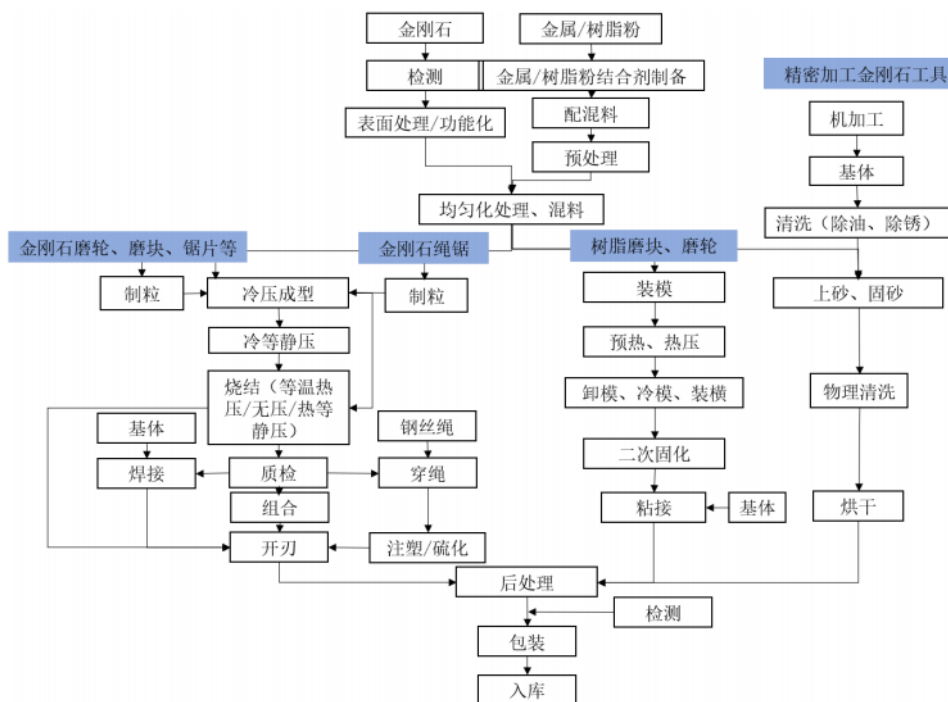 金刚石
金属/树脂粉
检测
金属/树脂粉结合剂制备
精密加工金刚石工具
表面处理/功能化
配混料
机加工
预处理
基体
均匀化处理、混料
清洗（除油、除锈）
金刚石磨轮、磨块、锯片等
金刚石绳锯
树脂磨块、磨轮
制粒
冷压成型
制粒
装模
上砂、固砂
冷等静压
预热、热压
烧结（等温热
压/无压/热等
静压）
卸模、冷模、装横
物理清洗
基体
钢丝绳
二次固化
焊接
质检
穿绳
组合
粘接
基体
烘干
开刃
注塑/硫化
后处理
检测
包装
入库